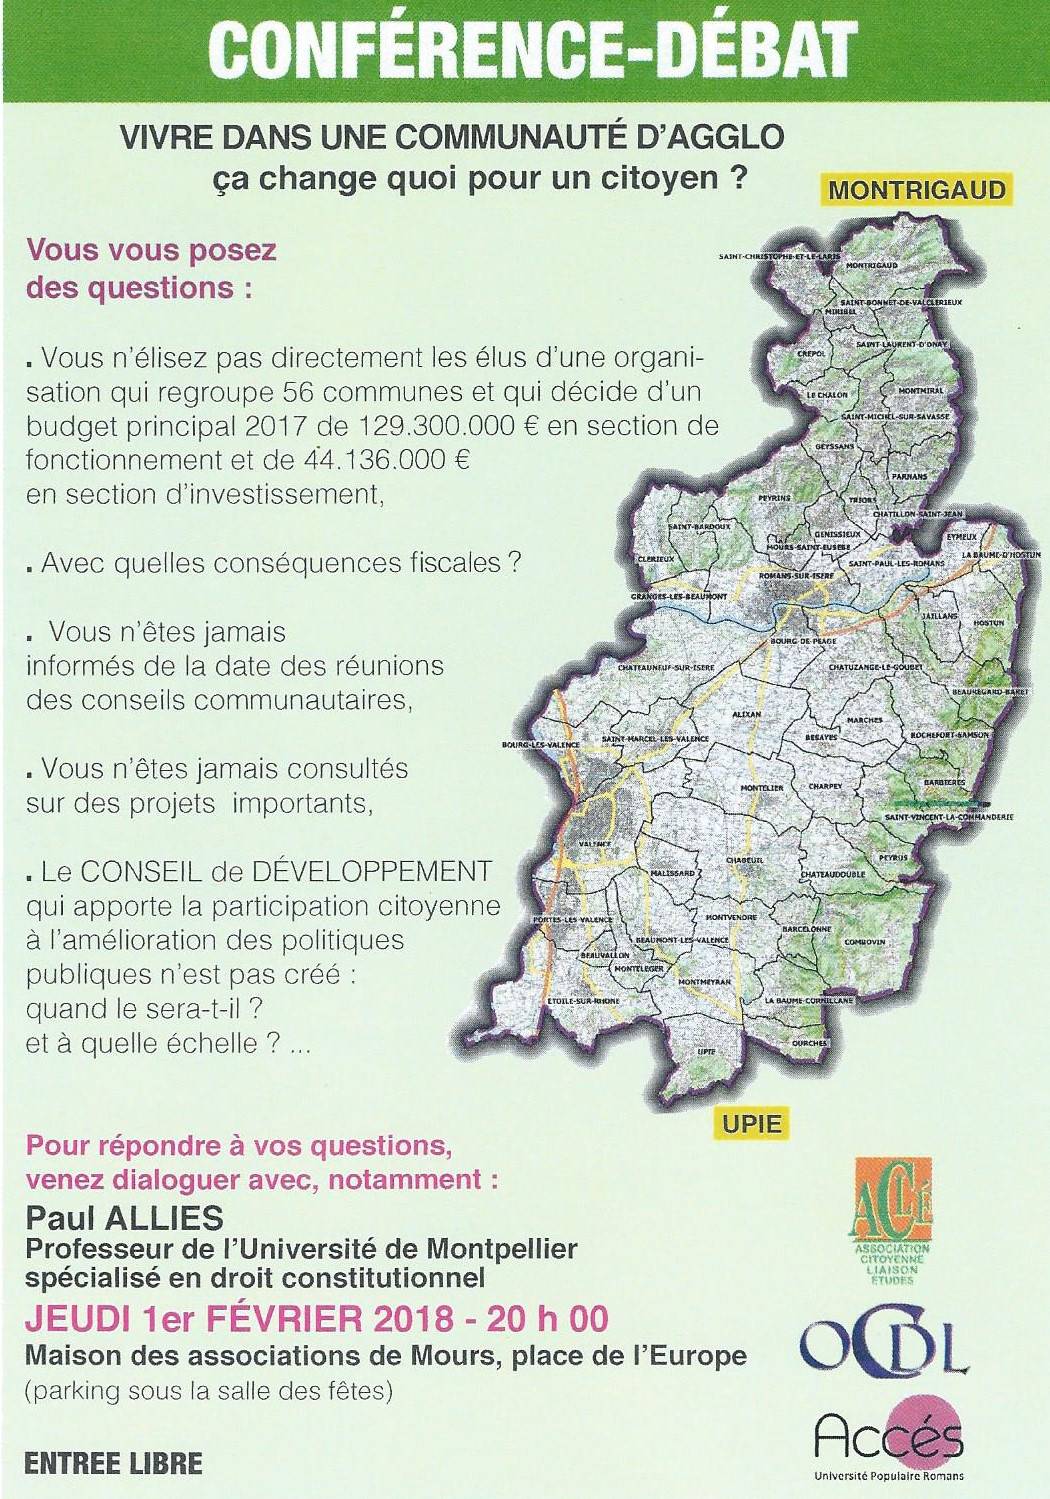 CONFÉRENCE-DÉBAT
VIVRE DANS UNE COMMUNAUTÉ D'AGGLO
ça change quoi pour un citoyen ?
MONTRIGAUD
Vous vous posez
des questions :
. Vous n'élisez pas directement les élus d'une organi-
sation qui regroupe 56 communes et qui décide d'un
budget principal 2017 de 129.300.000 € en section de
fonctionnement et de 44.136.000 €
en section d'investissement,
. Avec quelles conséquences fiscales ?
. Vous n'êtes jamais
informés de la date des réunions
des conseils communautaires,
. Vous n'êtes jamais consultés
sur des projets importants,
. Le CONSEIL de DÉVELOPPEMENT
qui apporte la participation citoyenne
à l'amélioration des politiques
publiques n'est pas créé :
quand le sera-t-il ?
et à quelle échelle ? ...
SAINT-CHRISTOPHE-ET-LE-LARIS
MONTRIGAUD
SAINT-BONNET-DE-VALCLERIEUX
MIRIBEL
SAINT-LAURENT-D'ONAY
CREPOL
LE CHALON
MONTMIRAL
SAINT-MICHEL-SUR-SAVASSE
GEYSSANS
PARNANS
PEYRINS
TRIORS
CHATILLON-SAINT-JEAN
SAINT-BARDOUX
GENISSIEUX
EYMEUX
MOURS-SAINT-EUSEBE
LA BAUME-D'HOSTUN
CLERIEUX
SAINT-PAUL-LES-ROMANS
ROMANS-SUR-ISERE
GRANGES-LES-BEAUMONT
JAILLANS
HOSTUN
BOURG-DE-PEAGE
CHATEAUNEUF-SUR-ISERE
CHATUZANGE-LE-GOUBET
BEAUREGARD-BARET
ALIXAN
MARCHES
BOURG-LES-VALENCE
SAINT-MARCEL-LES-VALENCE
BESAYES
ROCHEFORT-SAMSON
MONTELIER
CHARPEY
BARBIERES
SAINT-VINCENT-LA-COMMANDERIE
VALENCE
CHABEUIL
PEYRUS
MALISSARD
CHATEAUDOUBLE
PORTES-LES-VALENCE
MONTVENDRE
BARCELONNE
BEAUMONT-LES-VALENCE
COMBOVIN
BEAUVALLON
MONTELEGER
MONTMEYRAN
ETOILE-SUR-RHONE
LA BAUME-CORNILLANE
OURCHES
UPIE
UPIE
Pour répondre à vos questions,
venez dialoguer avec, notamment :
Paul ALLIES
Professeur de l'Université de Montpellier
spécialisé en droit constitutionnel
JEUDI 1er FÉVRIER 2018 - 20 h 00
Maison des associations de Mours, place de l'Europe
(parking sous la salle des fêtes)
ENTREE LIBRE
ACLÉ
ASSOCIATION
CITOYENNE
LIAISON
ETUDES
OCDL
Accés
Université Populaire Romans